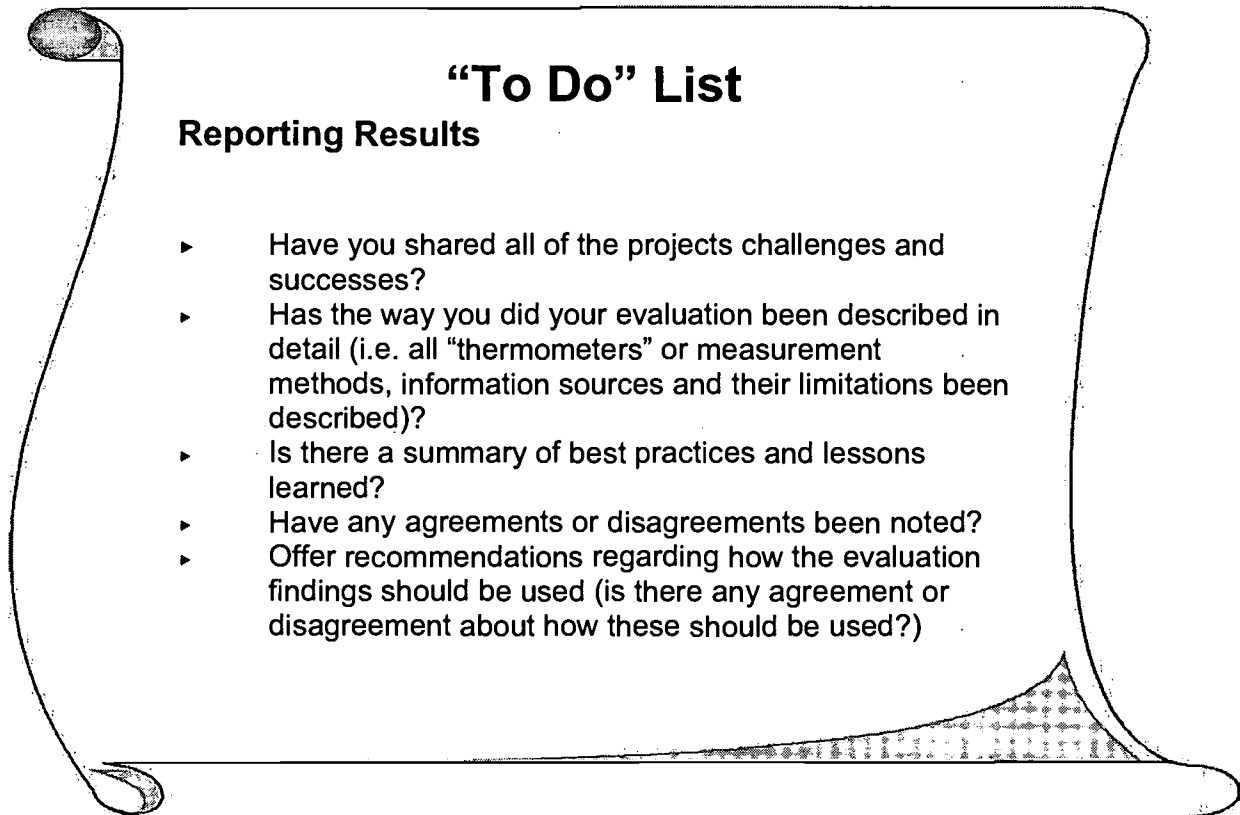 “To Do” List
Reporting Results
► Have you shared all of the projects challenges and
successes?
► Has the way you did your evaluation been described in
detail (i.e. all “thermometers” or measurement
methods, information sources and their limitations been
described)?
► Is there a summary of best practices and lessons
learned?
► Have any agreements or disagreements been noted?
► Offer recommendations regarding how the evaluation
findings should be used (is there any agreement or
disagreement about how these should be used?)